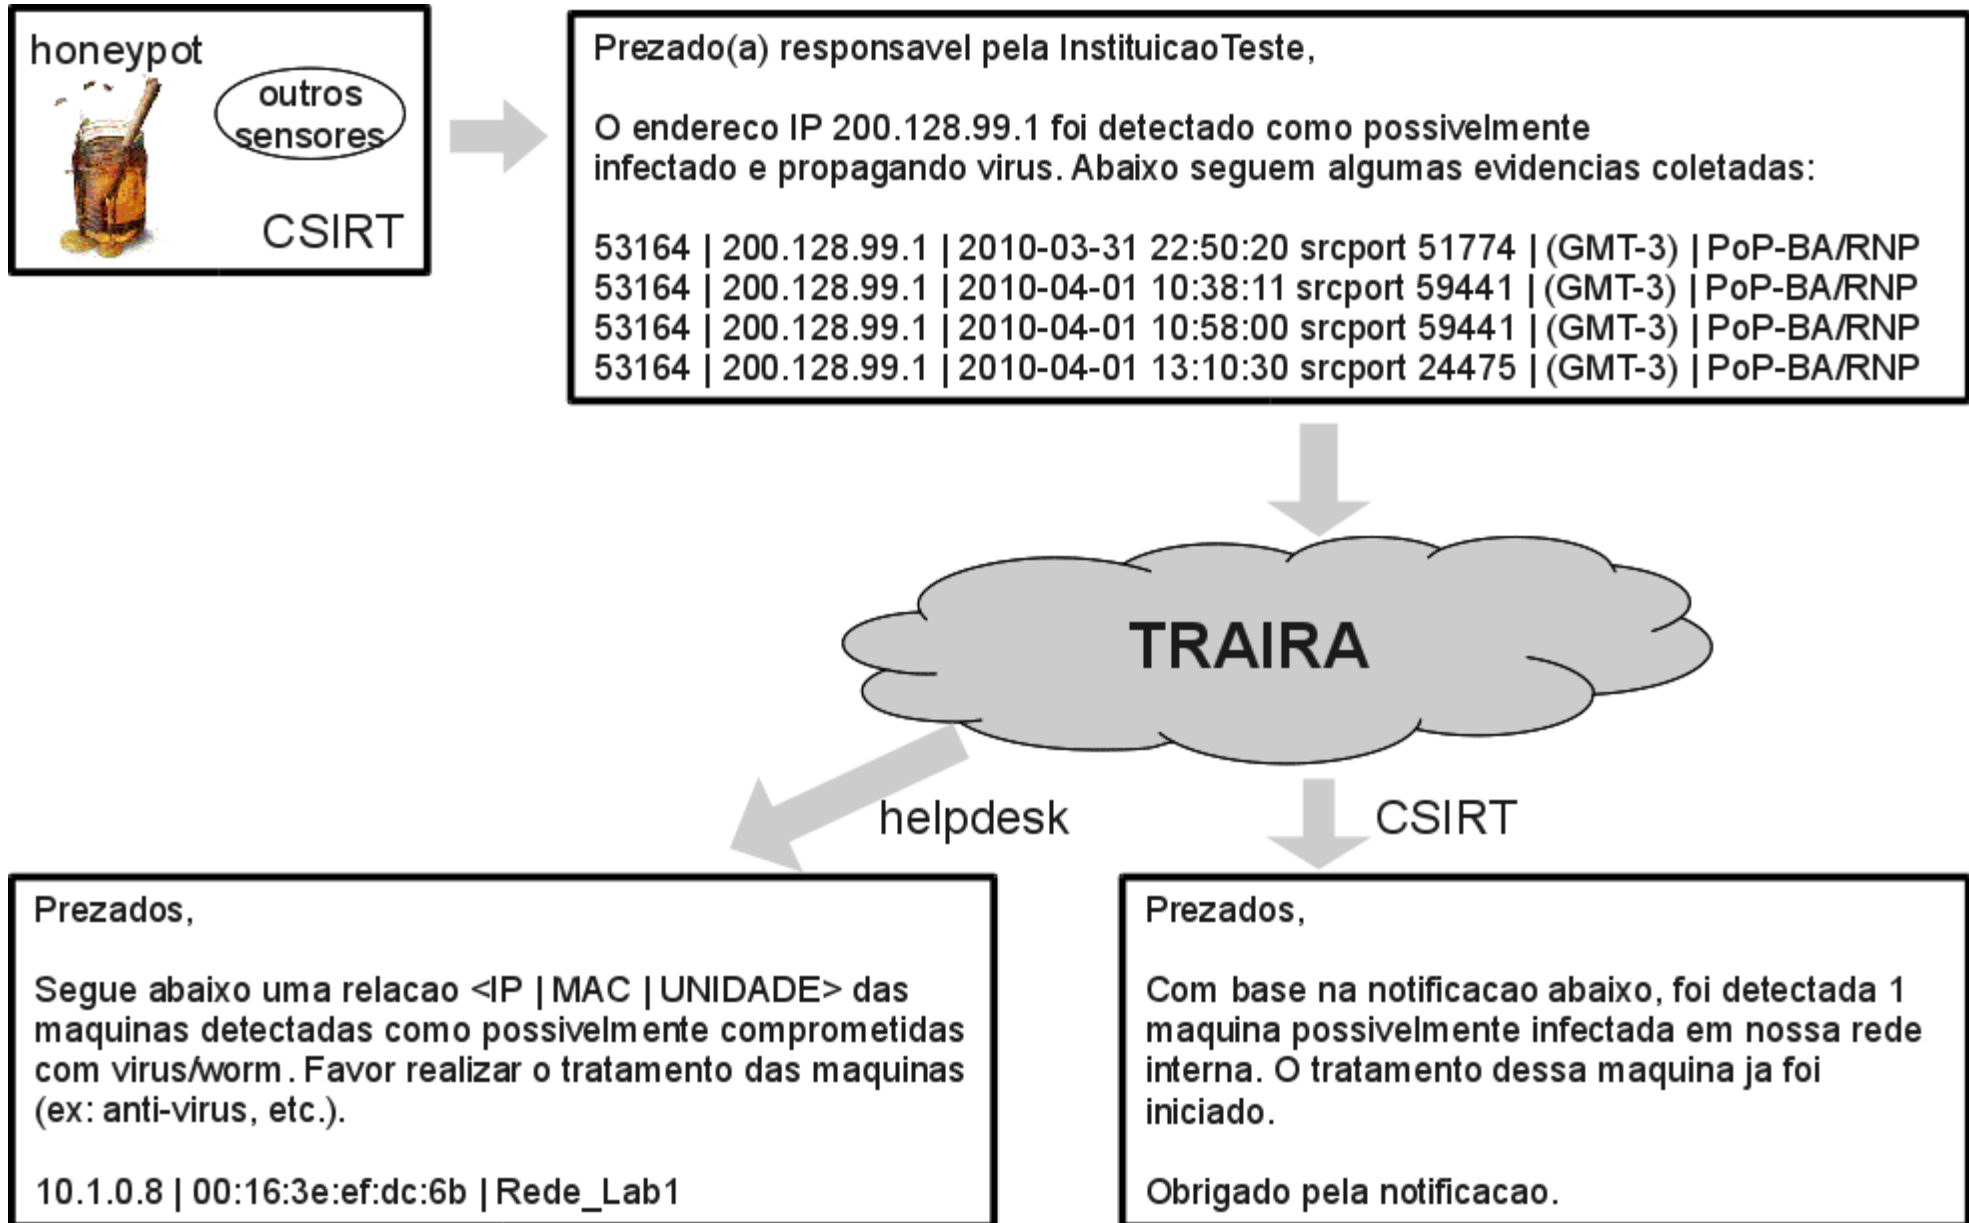 honeypot
outros
sensores
CSIRT
Prezado(a) responsavel pela InstituicaoTeste,
O endereco IP 200.128.99.1 foi detectado como possivelmente
infectado e propagando virus. Abaixo seguem algumas evidencias coletadas:
53164 | 200.128.99.1 | 2010-03-31 22:50:20 srcport 51774 | (GMT-3) | PoP-BA/RNP
53164 | 200.128.99.1 | 2010-04-01 10:38:11 srcport 59441 | (GMT-3) | PoP-BA/RNP
53164 | 200.128.99.1 | 2010-04-01 10:58:00 srcport 59441 | (GMT-3) | PoP-BA/RNP
53164 | 200.128.99.1 | 2010-04-01 13:10:30 srcport 24475 | (GMT-3) | PoP-BA/RNP
TRAIRA
helpdesk
CSIRT
Prezados,
Segue abaixo uma relacao <IP | MAC | UNIDADE> das
maquinas detectadas como possivelmente comprometidas
com virus/worm. Favor realizar o tratamento das maquinas
(ex: anti-virus, etc.).
10.1.0.8 | 00:16:3e:ef:dc:6b | Rede_Lab1
Prezados,
Com base na notificacao abaixo, foi detectada 1
maquina possivelmente infectada em nossa rede
interna. O tratamento dessa maquina ja foi
iniciado.
Obrigado pela notificacao.